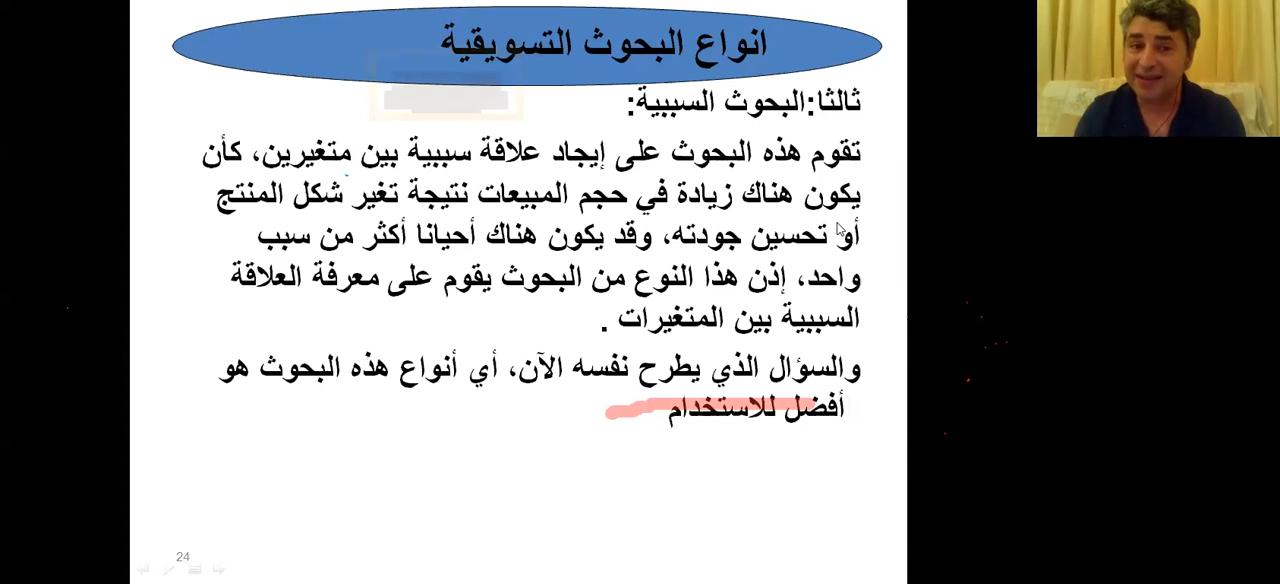 انواع البحوث التسويقية
ثالثا:البحوث السببية:
تقوم هذه البحوث على إيجاد علاقة سببية بين متغيرين، كأن
يكون هناك زيادة في حجم المبيعات نتيجة تغير شكل المنتج
أو تحسين جودته، وقد يكون هناك أحيانا أكثر من سبب
واحد، إذن هذا النوع من البحوث يقوم على معرفة العلاقة
السببية بين المتغيرات .
والسؤال الذي يطرح نفسه الآن، أي أنواع هذه البحوث هو
أفضل للاستخدام
24